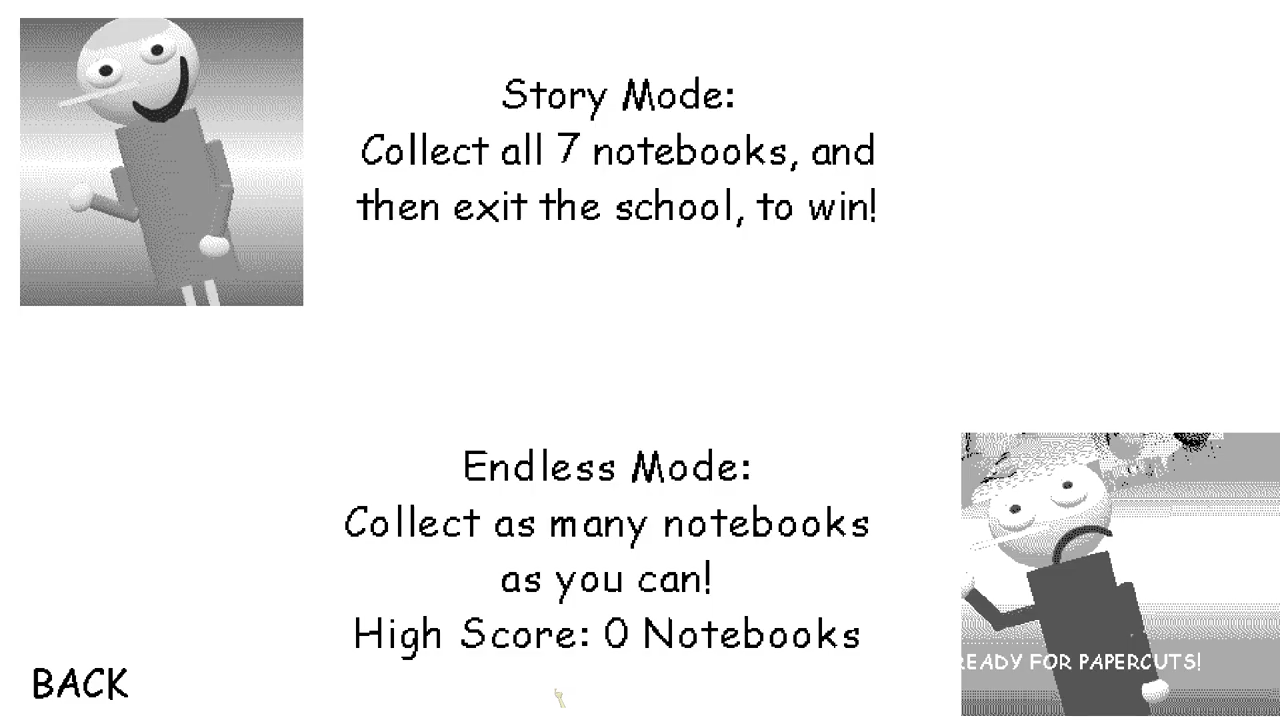 Story Mode:
Collect all 7 notebooks, and
then exit the school, to win!
Endless Mode:
Collect as many notebooks
as you can!
High Score: 0 Notebooks
READY FOR PAPERCUTS!
BACK